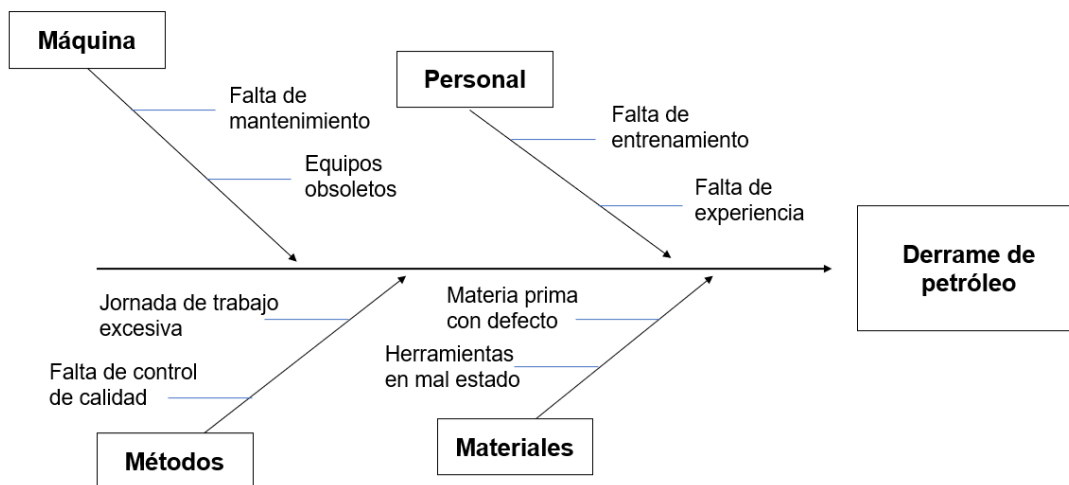 Máquina
Personal
Falta de
mantenimiento
Falta de
entrenamiento
Equipos
obsoletos
Falta de
experiencia
Derrame de
petróleo
Jornada de trabajo
excesiva
Materia prima
con defecto
Herramientas
en mal estado
Falta de control
de calidad
Métodos
Materiales